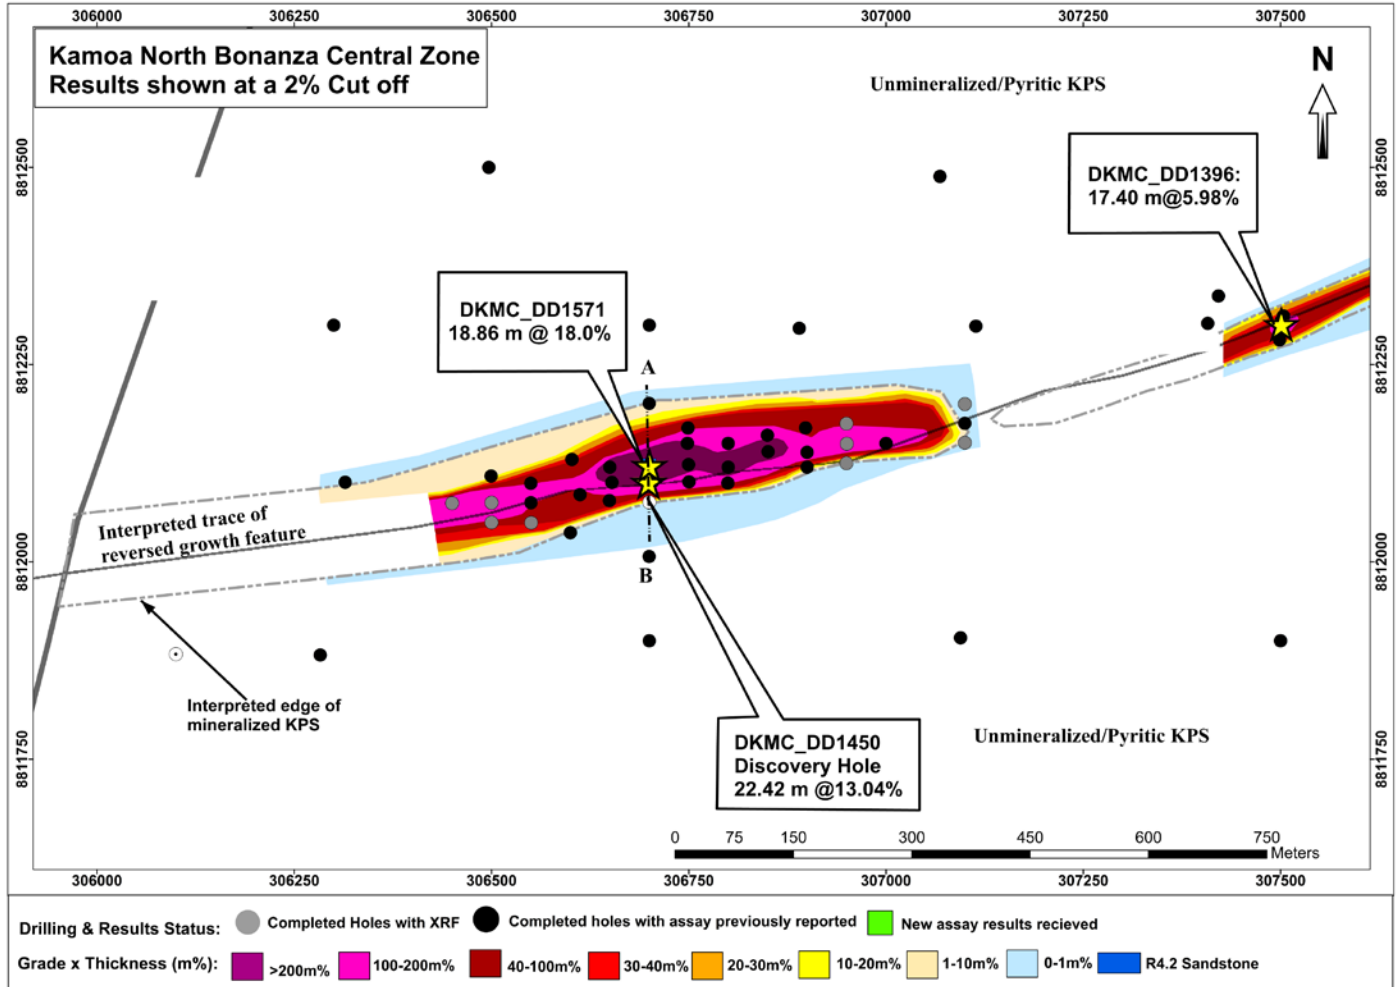 306000 306250 306500 306750 307000 307250 307500
Kamoa North Bonanza Central Zone
Results shown at a 2% Cut off
Unmineralized/Pyritic KPS
N
8812500
8812500
DKMC_DD1396:
17.40 m@5.98%
DKMC_DD1571
18.86 m @ 18.0%
8812250
8812250
A
Interpreted trace of
reversed growth feature
8812000
8812000
B
Interpreted edge of
mineralized KPS
Unmineralized/Pyritic KPS
DKMC_DD1450
Discovery Hole
22.42 m @13.04%
8811750
8811750
0 75 150 300 450 600 750
Meters
306000 306250 306500 306750 307000 307250 307500
Drilling & Results Status: Completed Holes with XRF Completed holes with assay previously reported New assay results recieved
Grade x Thickness (m%): >200m% 100-200m% 40-100m% 30-40m% 20-30m% 10-20m% 1-10m% 0-1m% R4.2 Sandstone